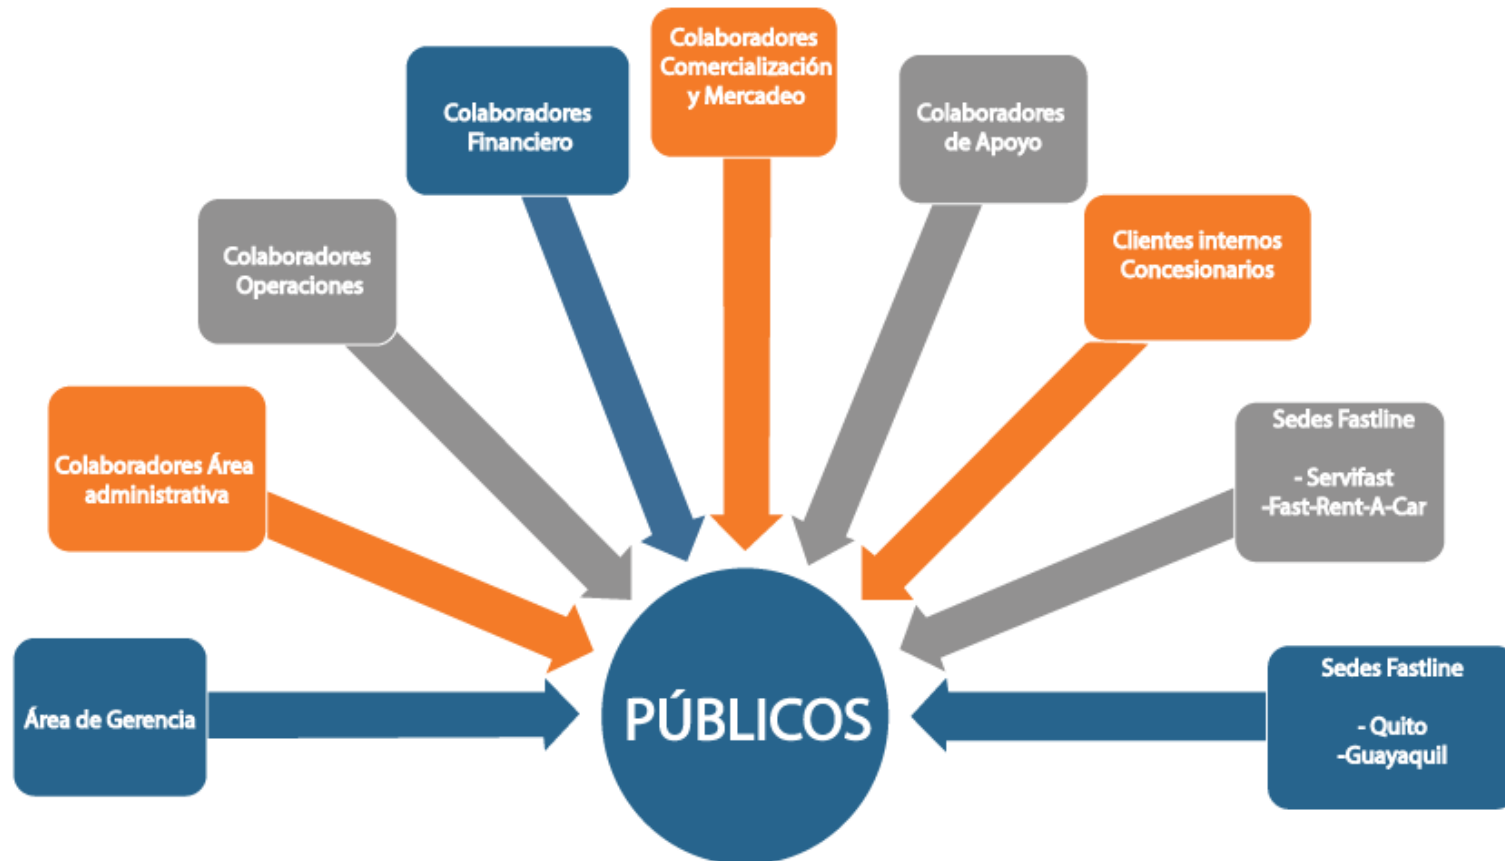 Colaboradores
Comercialización
y Mercadeo
Colaboradores
Financiero
Colaboradores
de Apoyo
Colaboradores
Operaciones
Clientes internos
Concesionarios
Colaboradores Área
administrativa
Sedes Fastline
- Servifast
-Fast-Rent-A-Car
Área de Gerencia
PÚBLICOS
Sedes Fastline
- Quito
-Guayaquil